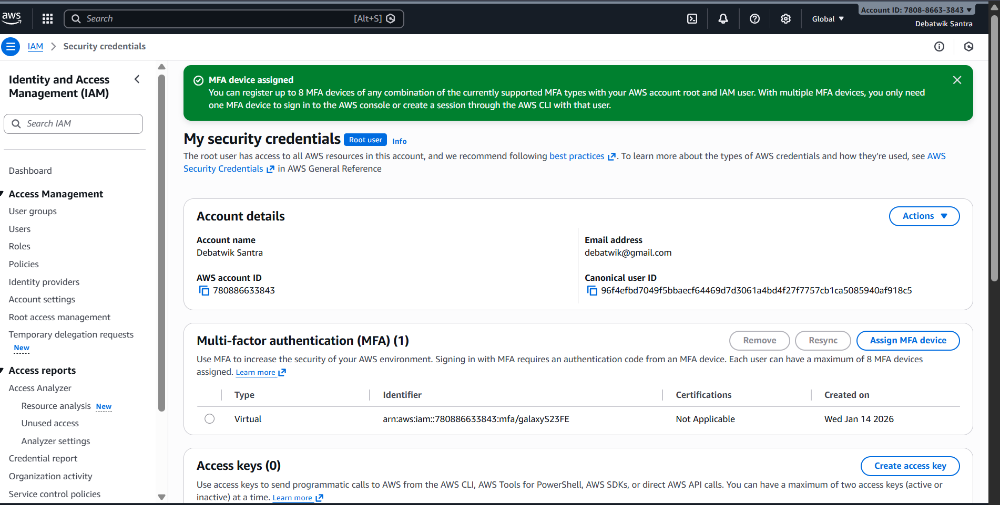 aws
Search [Alt+S]
Global
Account ID: 7808-8663-3843
Debatwik Santra
IAM
Security credentials
Identity and Access
Management (IAM)
Search IAM
Dashboard
Access Management
User groups
Users
Roles
Policies
Identity providers
Account settings
Root access management
Temporary delegation requests
New
Access reports
Access Analyzer
Resource analysis New
Unused access
Analyzer settings
Credential report
Organization activity
Service control policies
MFA device assigned
You can register up to 8 MFA devices of any combination of the currently supported MFA types with your AWS account root and IAM user. With multiple MFA devices, you only need
one MFA device to sign in to the AWS console or create a session through the AWS CLI with that user.
My security credentials Root user Info
The root user has access to all AWS resources in this account, and we recommend following best practices. To learn more about the types of AWS credentials and how they're used, see AWS
Security Credentials in AWS General Reference
Account details
Actions
Account name
Debatwik Santra
Email address
debatwik@gmail.com
AWS account ID
780886633843
Canonical user ID
96f4efbd7049f5bbaecf64469d7d3061a4bd4f27f7757cb1ca5085940af918c5
Multi-factor authentication (MFA) (1)
Remove
Resync
Assign MFA device
Use MFA to increase the security of your AWS environment. Signing in with MFA requires an authentication code from an MFA device. Each user can have a maximum of 8 MFA devices
assigned. Learn more
Type Identifier Certifications Created on
Virtual arn:aws:iam::780886633843:mfa/galaxyS23FE Not Applicable Wed Jan 14 2026
Access keys (0)
Create access key
Use access keys to send programmatic calls to AWS from the AWS CLI, AWS Tools for PowerShell, AWS SDKs, or direct AWS API calls. You can have a maximum of two access keys (active or
inactive) at a time. Learn more